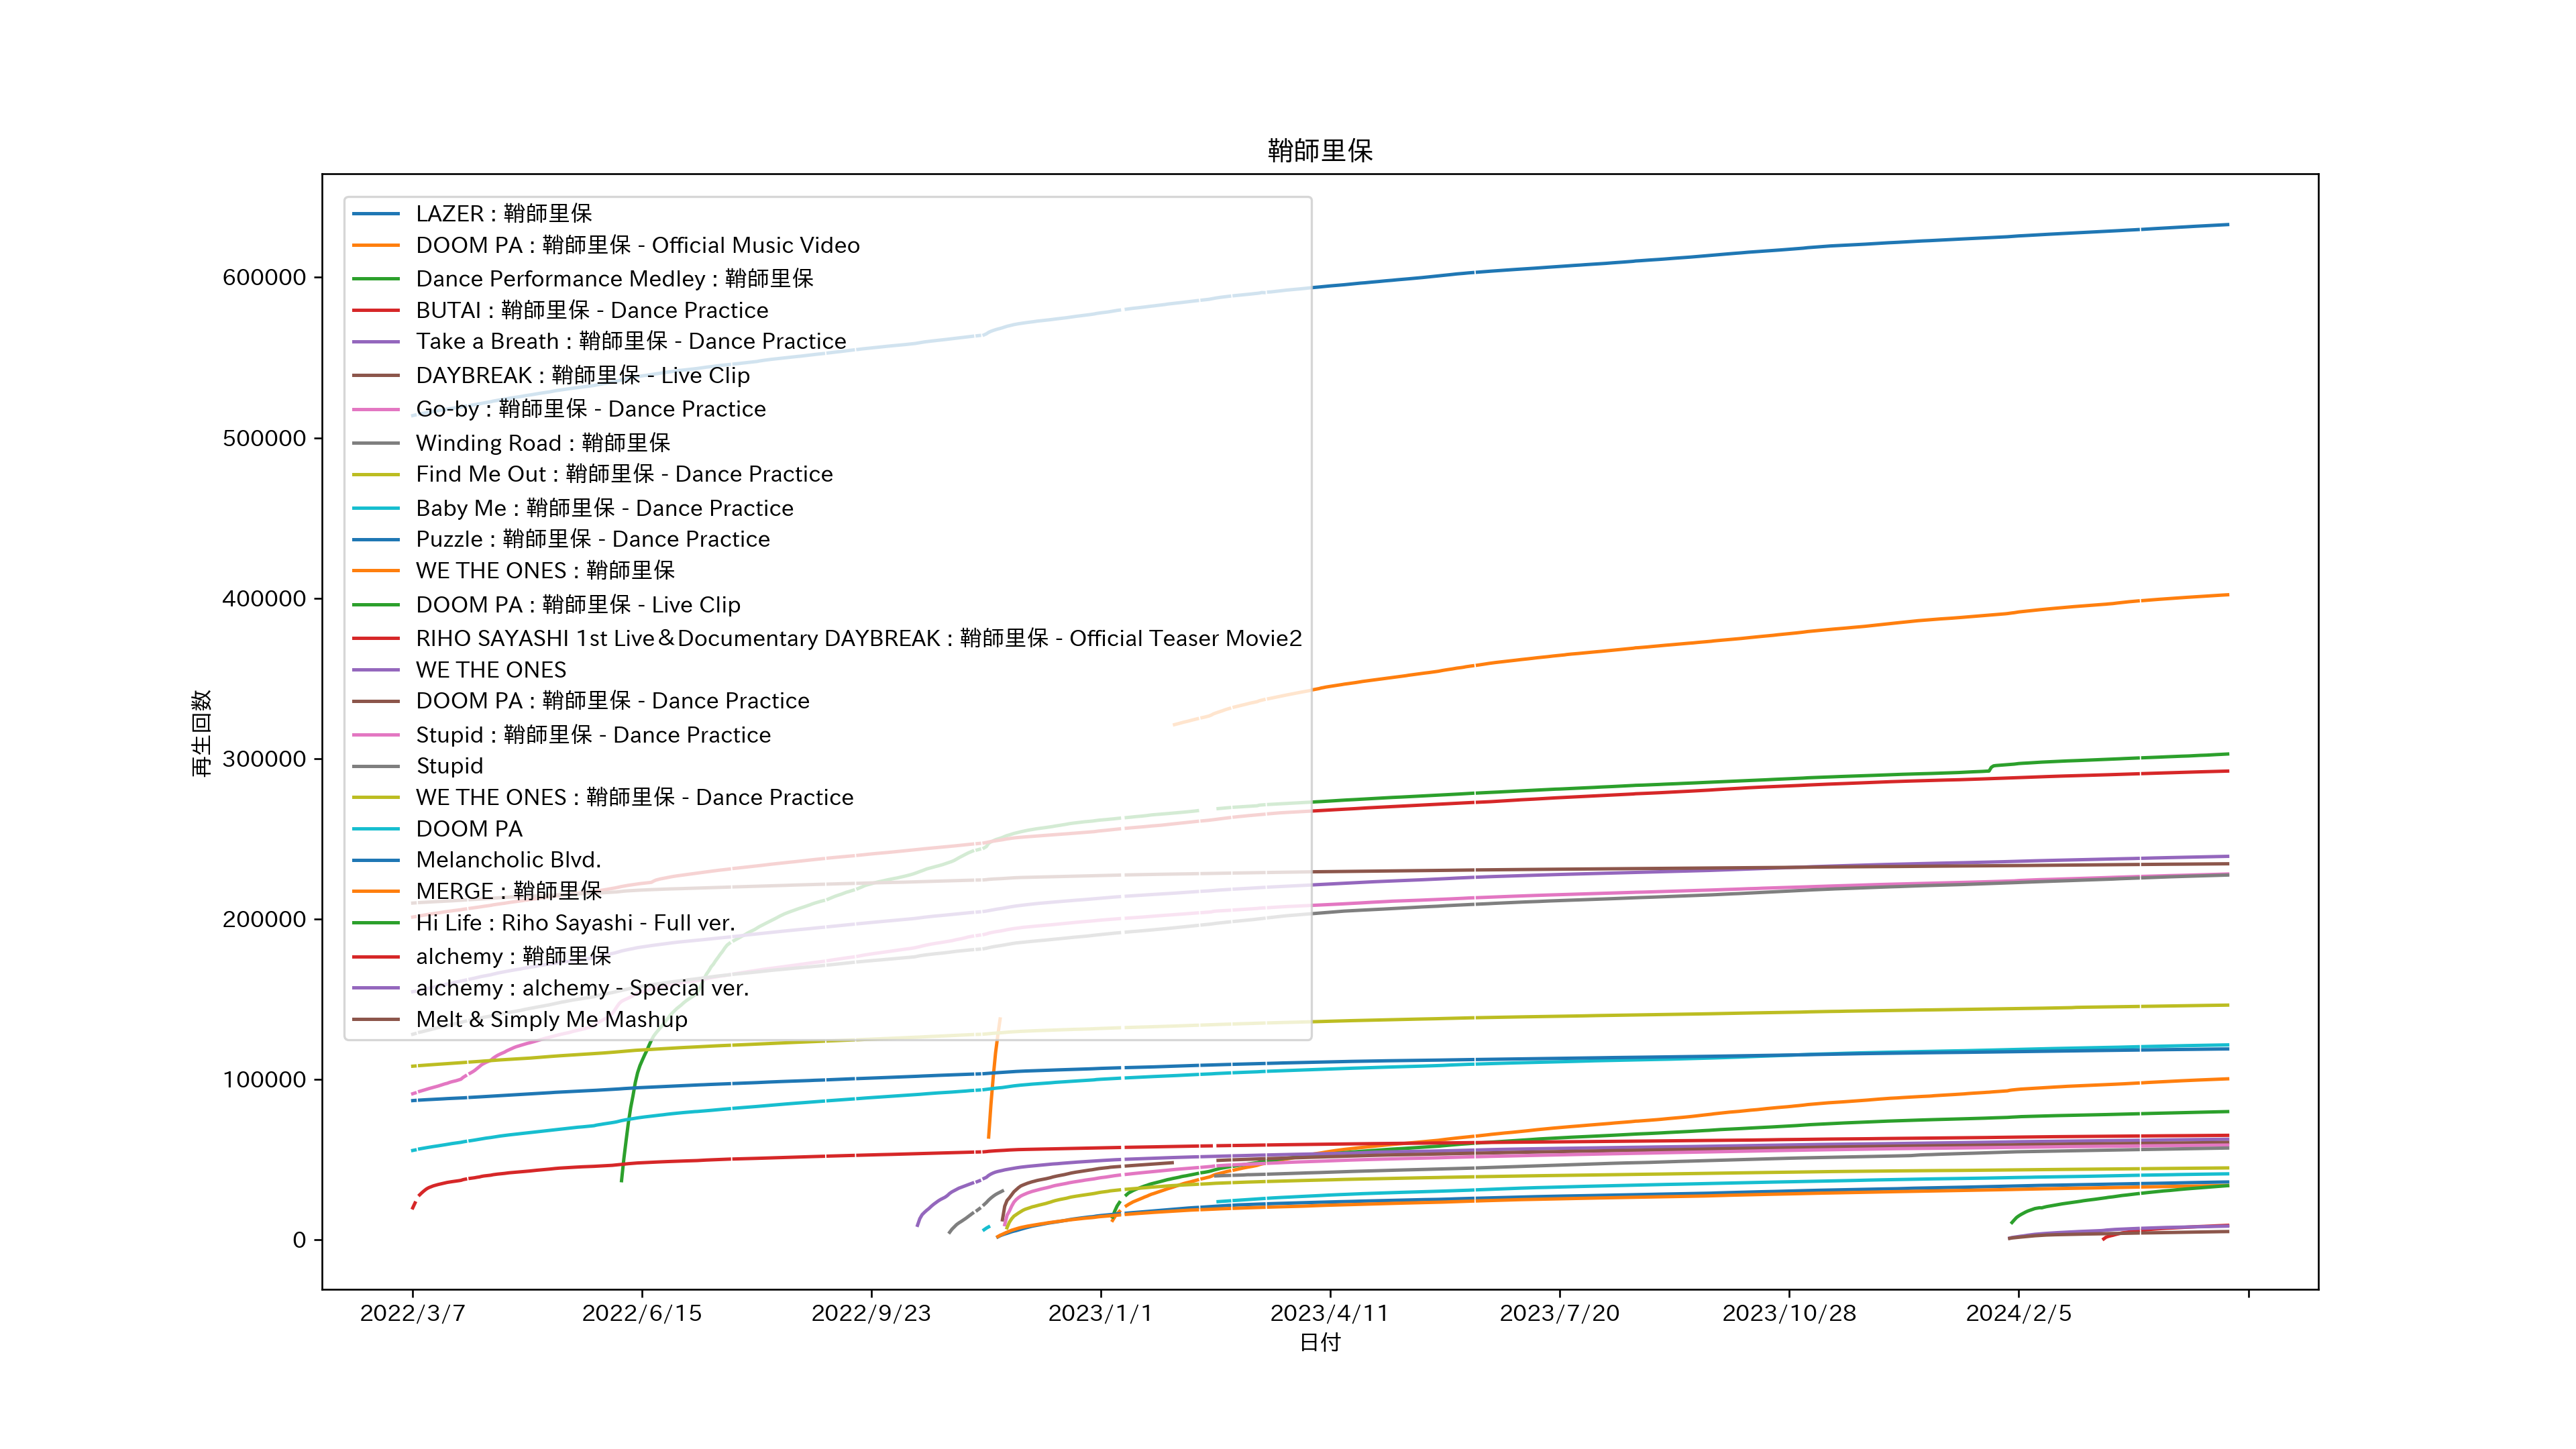 鞘師里保
LAZER : 鞘師里保
DOOM PA : 鞘師里保 - Official Music Video
Dance Performance Medley : 鞘師里保
BUTAI : 鞘師里保 - Dance Practice
Take a Breath : 鞘師里保 - Dance Practice
DAYBREAK : 鞘師里保 - Live Clip
Go-by : 鞘師里保 - Dance Practice
Winding Road : 鞘師里保
Find Me Out : 鞘師里保 - Dance Practice
Baby Me : 鞘師里保 - Dance Practice
Puzzle : 鞘師里保 - Dance Practice
WE THE ONES : 鞘師里保
DOOM PA : 鞘師里保 - Live Clip
RIHO SAYASHI 1st Live＆Documentary DAYBREAK : 鞘師里保 - Official Teaser Movie2
WE THE ONES
DOOM PA : 鞘師里保 - Dance Practice
Stupid : 鞘師里保 - Dance Practice
Stupid
WE THE ONES : 鞘師里保 - Dance Practice
DOOM PA
Melancholic Blvd.
MERGE : 鞘師里保
Hi Life : Riho Sayashi - Full ver.
alchemy : 鞘師里保
alchemy : alchemy - Special ver.
Melt & Simply Me Mashup
再生回数
600000
500000
400000
300000
200000
100000
0
2022/3/7 2022/6/15 2022/9/23 2023/1/1 2023/4/11 2023/7/20 2023/10/28 2024/2/5
日付